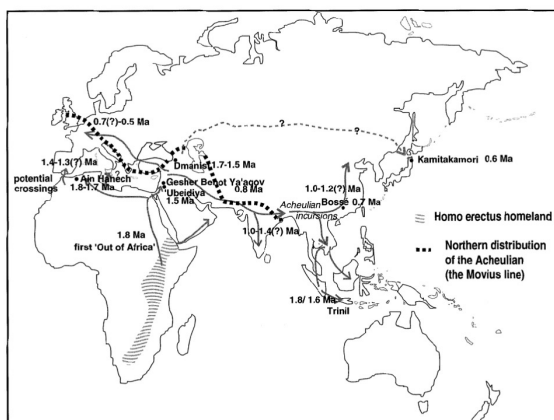 0.7(?)-0.5 Ma
1.4-1.3(?) Ma
potential
crossings
Ain Hanech
1.8-1.7 Ma
?
Dmanisi
1.7-1.5 Ma
Gesher Benot Ya'aqov
Ubeidiya
1.5 Ma
0.8 Ma
1.8 Ma
first 'Out of Africa'
1.0-1.4(?) Ma
Acheulian
incursions
1.0-1.2(?) Ma
Bossé 0.7 Ma
?
?
Kamitakamori 0.6 Ma
1.8/ 1.6 Ma
Trinil
Homo erectus homeland
Northern distribution
of the Acheulian
(the Movius line)